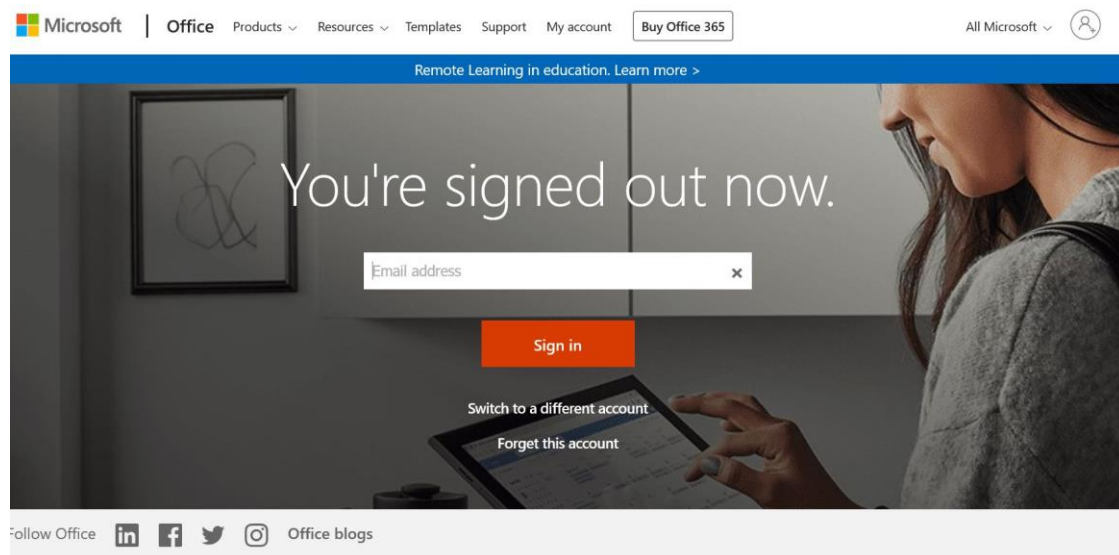 Microsoft | Office Products Resources Templates Support My account Buy Office 365 All Microsoft
Remote Learning in education. Learn more >
You're signed out now.
Email address
Sign in
Switch to a different account
Forget this account
Follow Office in f Office blogs